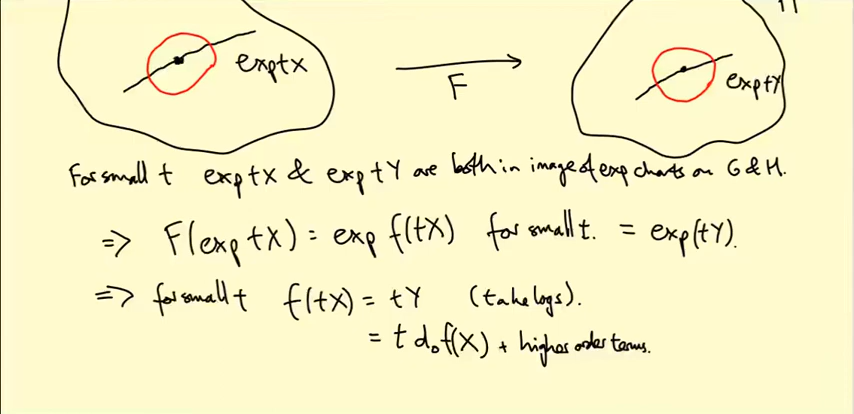 exp tX
F
exp tY
For small t exp tX & exp tY are both in image of exp charts on G & H.
⇒ F(exp tX) = exp f(tX) for small t. = exp(tY).
⇒ for small t f(tX) = tY (take logs).
= t d₀f(X) + higher order terms.